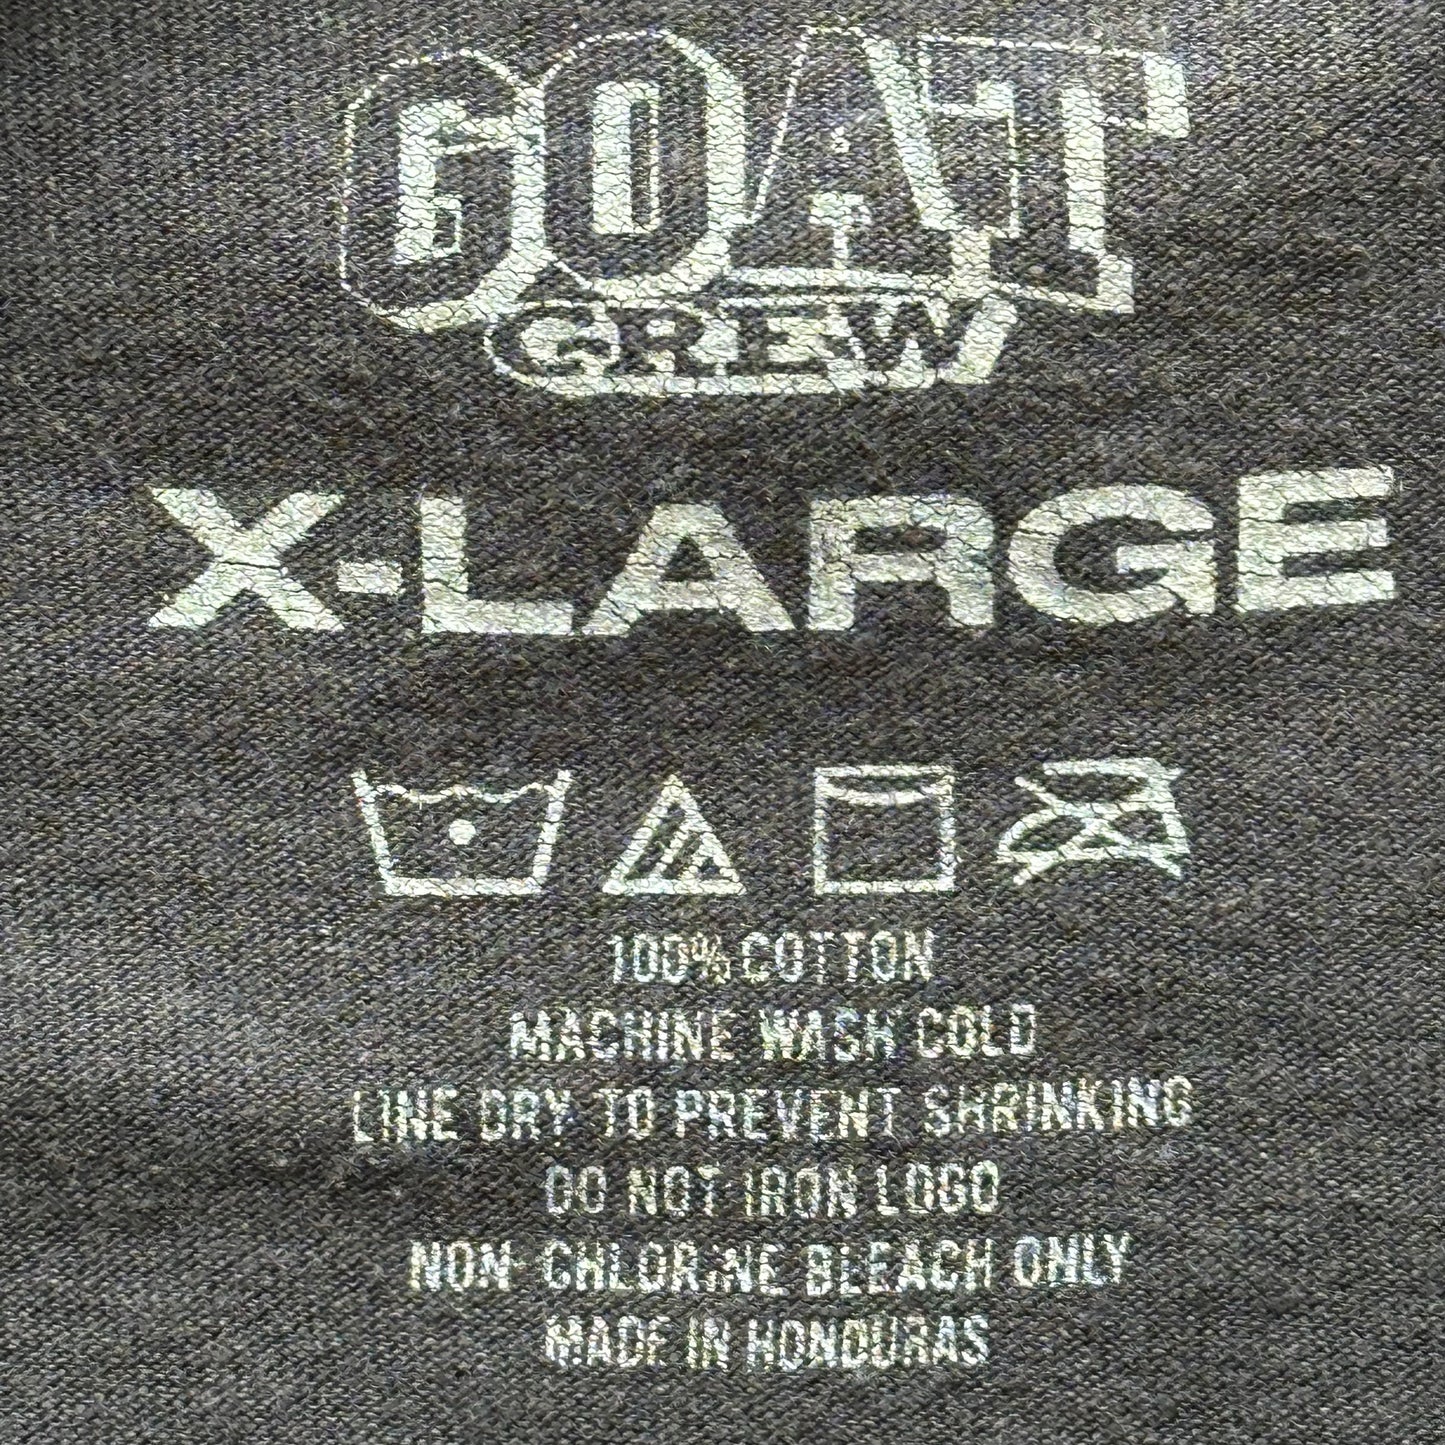 GOAT
CREW
X-LARGE
100% COTTON
MACHINE WASH COLD
LINE DRY TO PREVENT SHRINKING
DO NOT IRON LOGO
NON-CHLORINE BLEACH ONLY
MADE IN HONDURAS